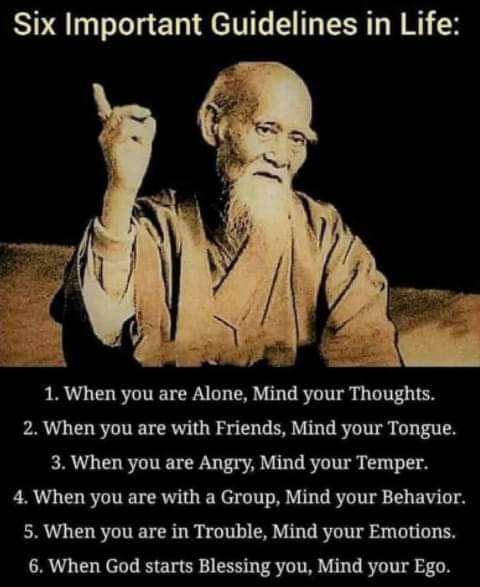 Six Important Guidelines in Life:
1. When you are Alone, Mind your Thoughts.
2. When you are with Friends, Mind your Tongue.
3. When you are Angry, Mind your Temper.
4. When you are with a Group, Mind your Behavior.
5. When you are in Trouble, Mind your Emotions.
6. When God starts Blessing you, Mind your Ego.